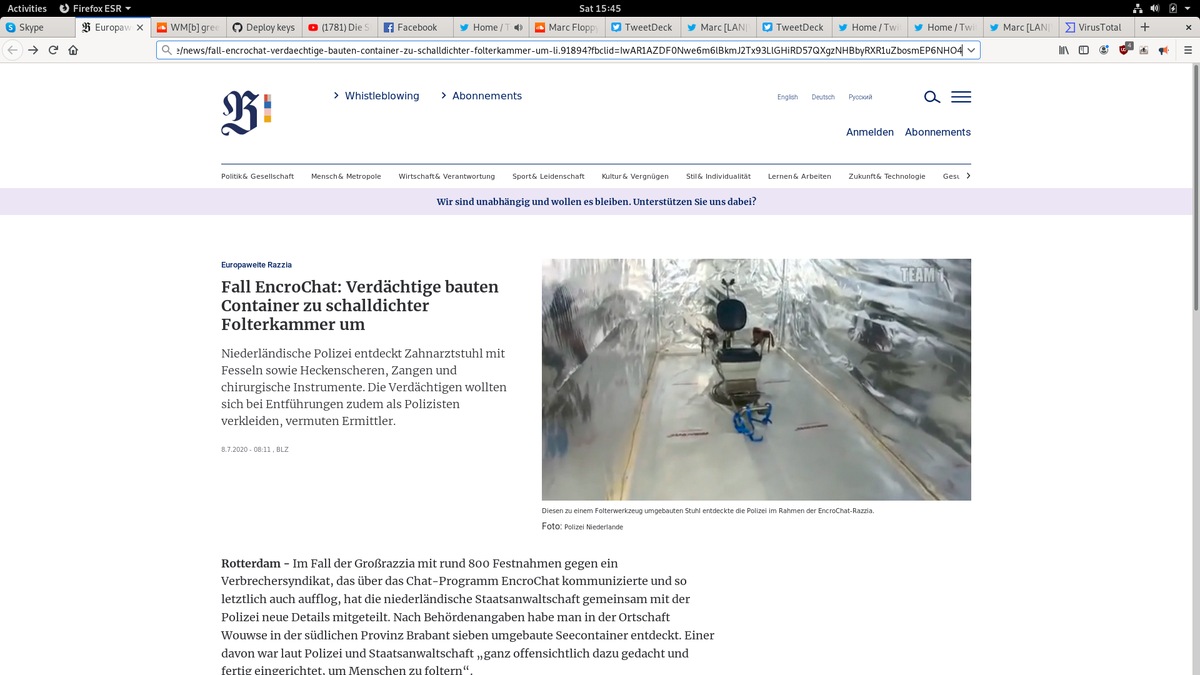 Activities
Firefox ESR
Sat 15:45
Skype
Europaw
WM[b] gree
Deploy keys
(1781) Die S
Facebook
Home / T
Marc Flopp
TweetDeck
Marc [LAN|
TweetDeck
Home / Twi
Home / Twi
Marc [LAN|
VirusTotal
:/news/fall-encrochat-verdaechtige-bauten-container-zu-schalldichter-folterkammer-um-li.91894?fbclid=IwAR1AZDF0Nwe6m6lBkmJ2Tx93LlGHiRD57QXgzNHBbyRXR1uZbosmEP6NHO4
4
B
Whistleblowing
Abonnements
English
Deutsch
Русский
Anmelden
Abonnements
Politik& Gesellschaft
Mensch& Metropole
Wirtschaft& Verantwortung
Sport& Leidenschaft
Kultur& Vergnügen
Stil& Individualität
Lernen& Arbeiten
Zukunft& Technologie
Gesu
Wir sind unabhängig und wollen es bleiben. Unterstützen Sie uns dabei?
Europaweite Razzia
Fall EncroChat: Verdächtige bauten
Container zu schalldichter
Folterkammer um
Niederländische Polizei entdeckt Zahnarztstuhl mit
Fesseln sowie Heckenscheren, Zangen und
chirurgische Instrumente. Die Verdächtigen wollten
sich bei Entführungen zudem als Polizisten
verkleiden, vermuten Ermittler.
8.7.2020 - 08:11 , BLZ
TEAM 1
Diesen zu einem Folterwerkzeug umgebauten Stuhl entdeckte die Polizei im Rahmen der EncroChat-Razzia.
Foto: Polizei Niederlande
Rotterdam - Im Fall der Großrazzia mit rund 800 Festnahmen gegen ein
Verbrechersyndikat, das über das Chat-Programm EncroChat kommunizierte und so
letztlich auch aufflog, hat die niederländische Staatsanwaltschaft gemeinsam mit der
Polizei neue Details mitgeteilt. Nach Behördenangaben habe man in der Ortschaft
Wouwse in der südlichen Provinz Brabant sieben umgebaute Seecontainer entdeckt. Einer
davon war laut Polizei und Staatsanwaltschaft „ganz offensichtlich dazu gedacht und
fertig eingerichtet, um Menschen zu foltern“.